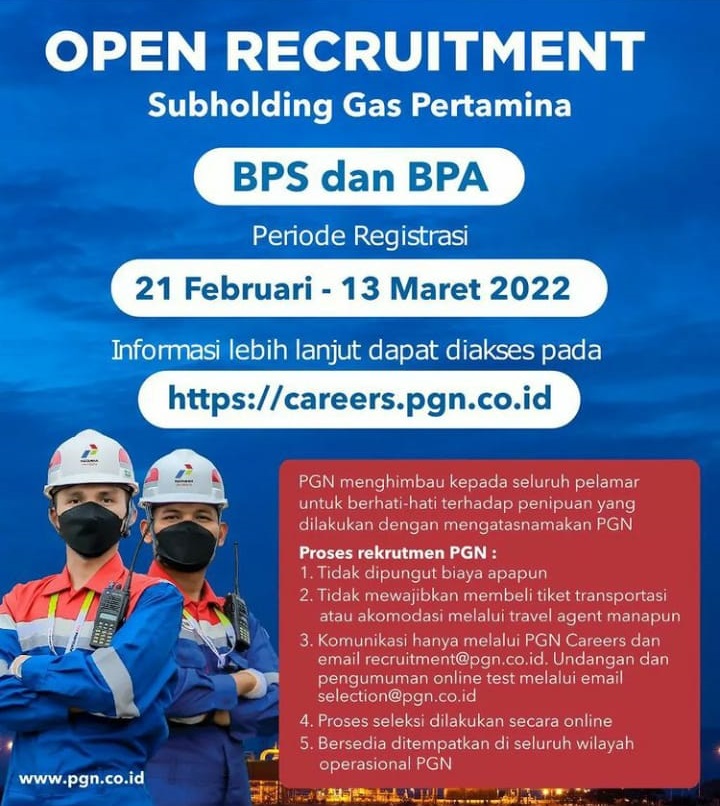 OPEN RECRUITMENT
Subholding Gas Pertamina
BPS dan BPA
Periode Registrasi
21 Februari - 13 Maret 2022
Informasi lebih lanjut dapat diakses pada
https://careers.pgn.co.id
PGN menghimbau kepada seluruh pelamar
untuk berhati-hati terhadap penipuan yang
dilakukan dengan mengatasnamakan PGN
Proses rekrutmen PGN :
1. Tidak dipungut biaya apapun
2. Tidak mewajibkan membeli tiket transportasi
atau akomodasi melalui travel agent manapun
3. Komunikasi hanya melalui PGN Careers dan
email recruitment@pgn.co.id. Undangan dan
pengumuman online test melalui email
selection@pgn.co.id
4. Proses seleksi dilakukan secara online
5. Bersedia ditempatkan di seluruh wilayah
operasional PGN
www.pgn.co.id